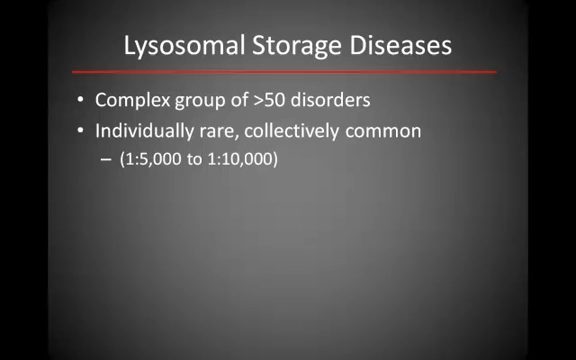 Lysosomal Storage Diseases
• Complex group of >50 disorders
• Individually rare, collectively common
– (1:5,000 to 1:10,000)